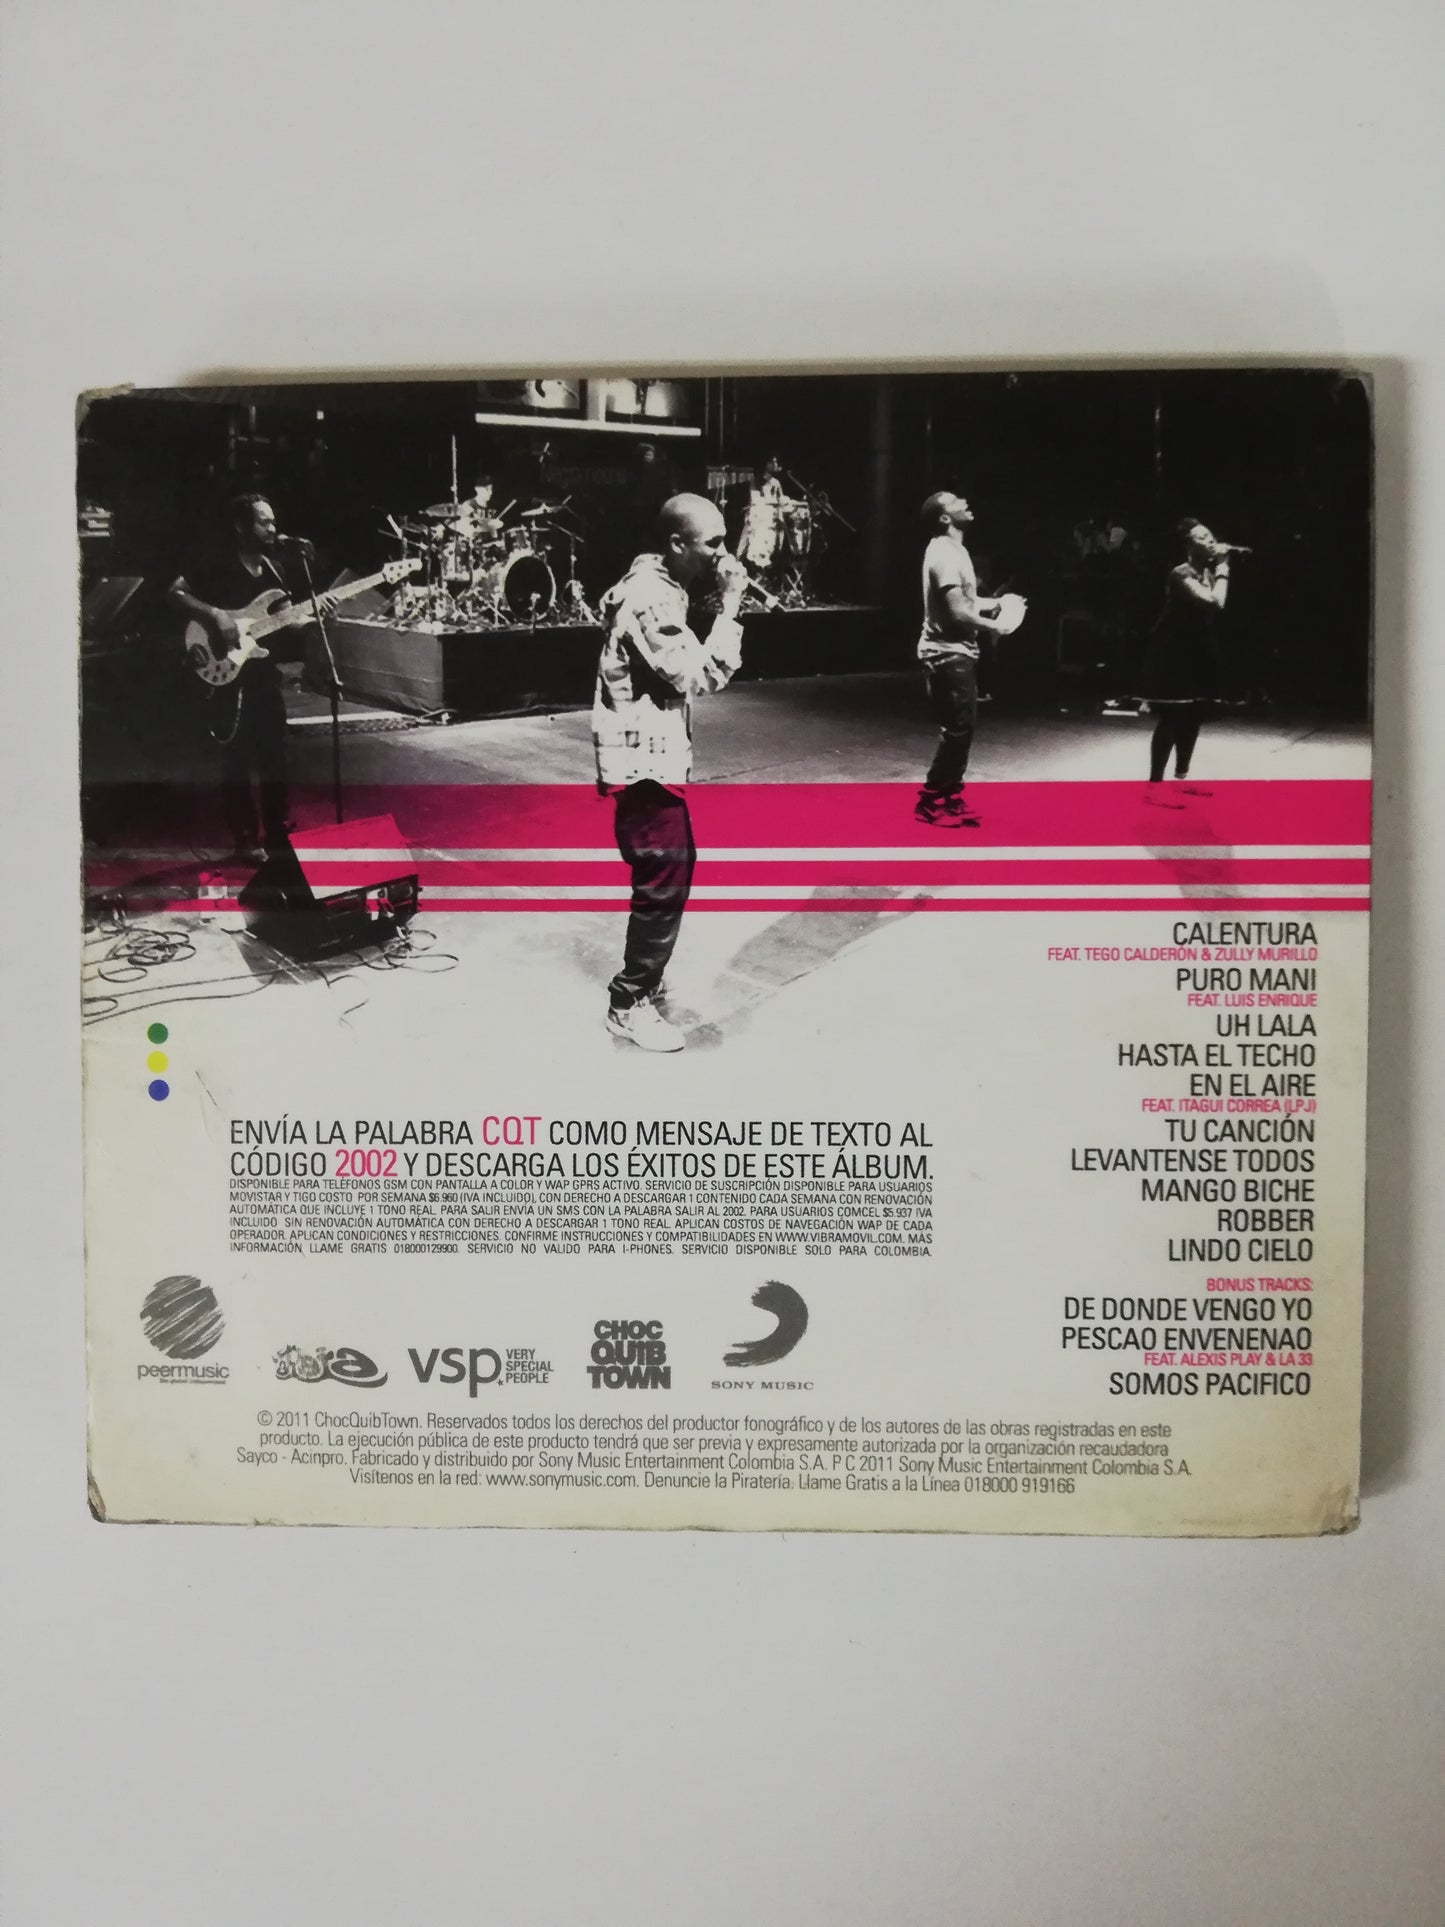 CALENTURA
FEAT. TEGO CALDERÓN & ZULLY MURILLO
PURO MANI
FEAT. LUIS ENRIQUE
UH LALA
HASTA EL TECHO
EN EL AIRE
FEAT. ITAGUI CORREA (LPJ)
TU CANCIÓN
LEVANTENSE TODOS
MANGO BICHE
ROBBER
LINDO CIELO
BONUS TRACKS:
DE DONDE VENGO YO
PESCAO ENVENENAO
FEAT. ALEXIS PLAY & LA 33
SOMOS PACIFICO
ENVÍA LA PALABRA CQT COMO MENSAJE DE TEXTO AL
CÓDIGO 2002 Y DESCARGA LOS ÉXITOS DE ESTE ÁLBUM.
DISPONIBLE PARA TELÉFONOS GSM CON PANTALLA A COLOR Y WAP GPRS ACTIVO. SERVICIO DE SUSCRIPCIÓN DISPONIBLE PARA USUARIOS
MOVISTAR Y TIGO COSTO POR SEMANA $6.960 (IVA INCLUIDO), CON DERECHO A DESCARGAR 1 CONTENIDO CADA SEMANA CON RENOVACIÓN
AUTOMÁTICA QUE INCLUYE 1 TONO REAL. PARA SALIR ENVÍA UN SMS CON LA PALABRA SALIR AL 2002. PARA USUARIOS COMCEL $5.937 IVA
INCLUIDO SIN RENOVACIÓN AUTOMÁTICA CON DERECHO A DESCARGAR 1 TONO REAL. APLICAN COSTOS DE NAVEGACIÓN WAP DE CADA
OPERADOR. APLICAN CONDICIONES Y RESTRICCIONES. CONFIRME INSTRUCCIONES Y COMPATIBILIDADES EN WWW.VIBRAMOVIL.COM. MÁS
INFORMACIÓN LLAME GRATIS 018000129900. SERVICIO NO VALIDO PARA I-PHONES. SERVICIO DISPONIBLE SOLO PARA COLOMBIA.
peermusic
the global independent
vsp. VERY
SPECIAL
PEOPLE
CHOC
QUIB
TOWN
SONY MUSIC
© 2011 ChocQuibTown. Reservados todos los derechos del productor fonográfico y de los autores de las obras registradas en este
producto. La ejecución pública de este producto tendrá que ser previa y expresamente autorizada por la organización recaudadora
Sayco - Acinpro. Fabricado y distribuido por Sony Music Entertainment Colombia S.A. P C 2011 Sony Music Entertainment Colombia S.A.
Visítenos en la red: www.sonymusic.com. Denuncie la Piratería. Llame Gratis a la Línea 018000 919166